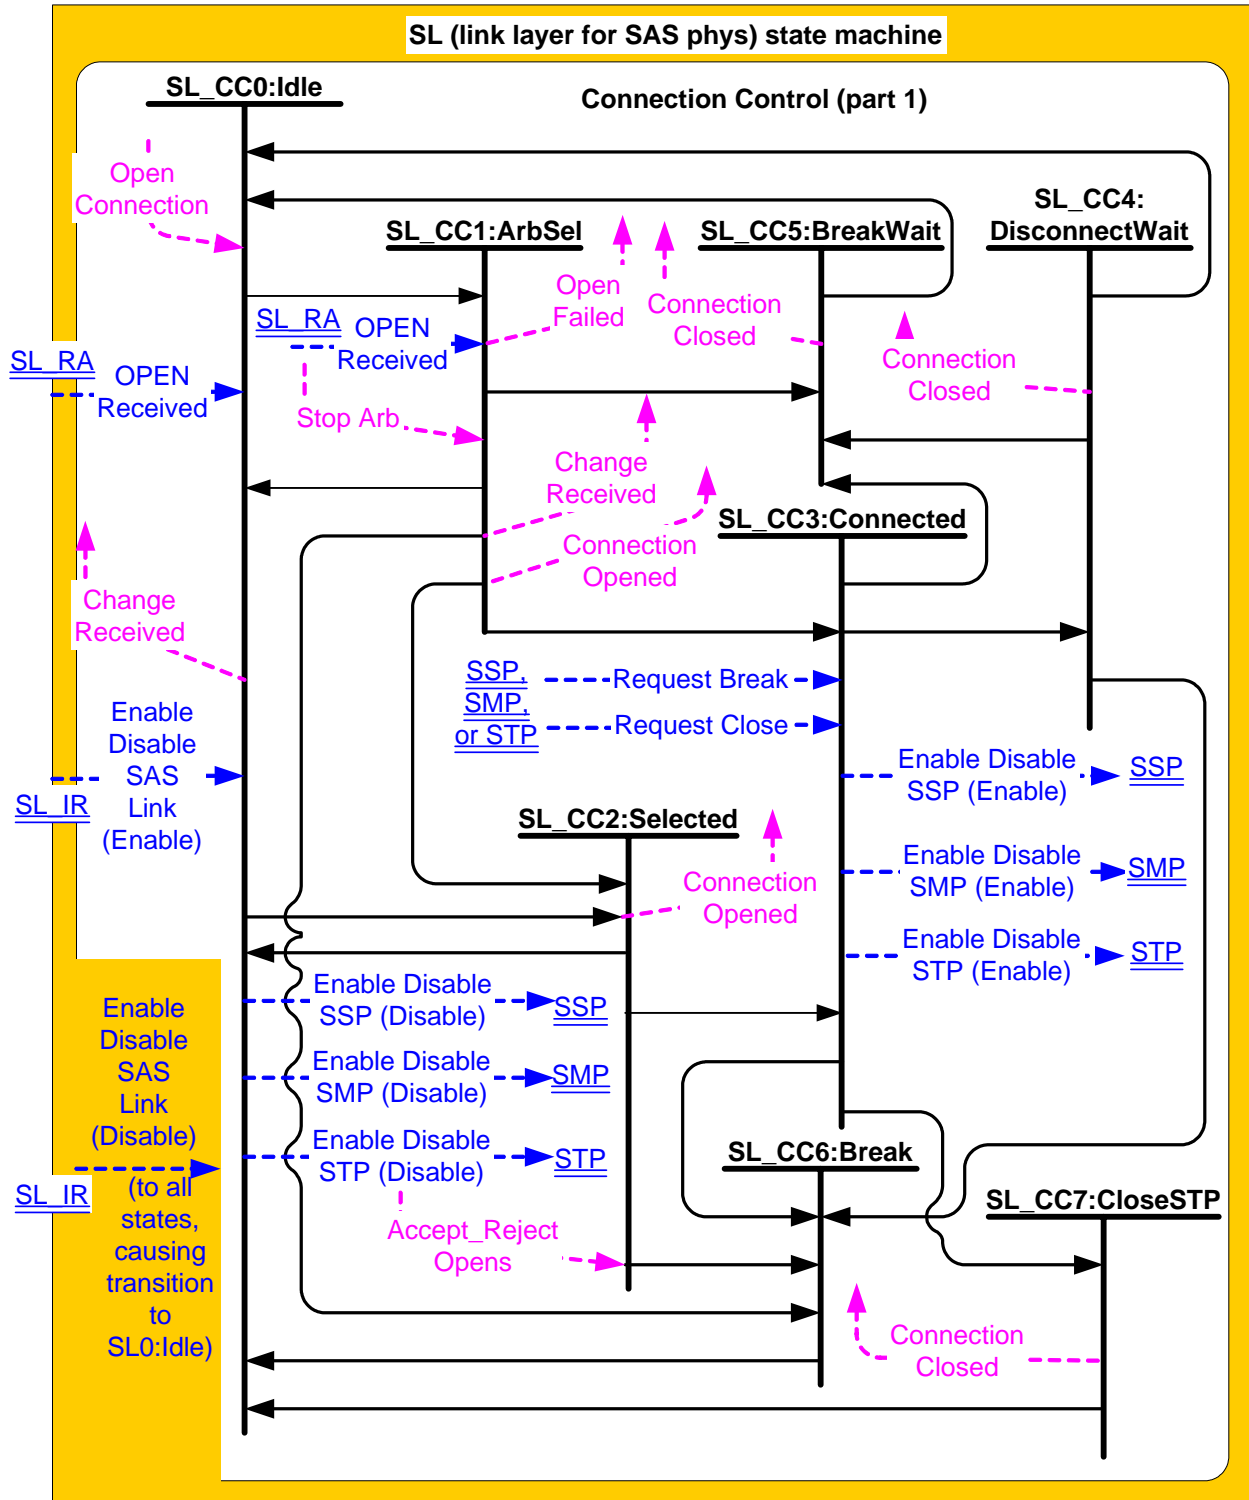 SL (link layer for SAS phys) state machine
SL_CC0:Idle
Connection Control (part 1)
Open
Connection
SL_CC1:ArbSel
SL_CC5:BreakWait
SL_CC4:
DisconnectWait
Open
Failed
Connection
Closed
SL_RA
OPEN
Received
Connection
Closed
SL_RA
OPEN
Received
Stop Arb
Change
Received
SL_CC3:Connected
Connection
Opened
Change
Received
SSP,
SMP,
or STP
Request Break
Request Close
Enable
Disable
SAS
Link
(Enable)
SL_IR
Enable Disable
SSP (Enable)
SSP
SL_CC2:Selected
Enable Disable
SMP (Enable)
SMP
Connection
Opened
Enable Disable
STP (Enable)
STP
Enable Disable
SSP (Disable)
SSP
Enable
Disable
SAS
Link
(Disable)
SL_IR
(to all
states,
causing
transition
to
SL0:Idle)
Enable Disable
SMP (Disable)
SMP
Enable Disable
STP (Disable)
STP
SL_CC6:Break
SL_CC7:CloseSTP
Accept_Reject
Opens
Connection
Closed